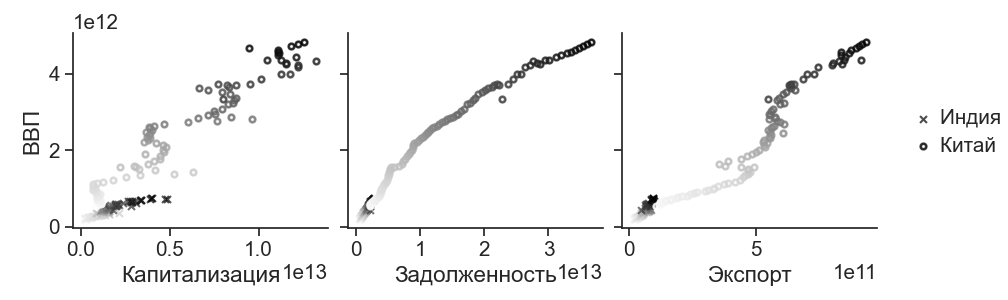 1e12
ВВП
4
2
0
0.0 0.5 1.0
1e13
Капитализация
0 1 2 3
1e13
Задолженность
0 5
1e11
Экспорт
Индия
Китай